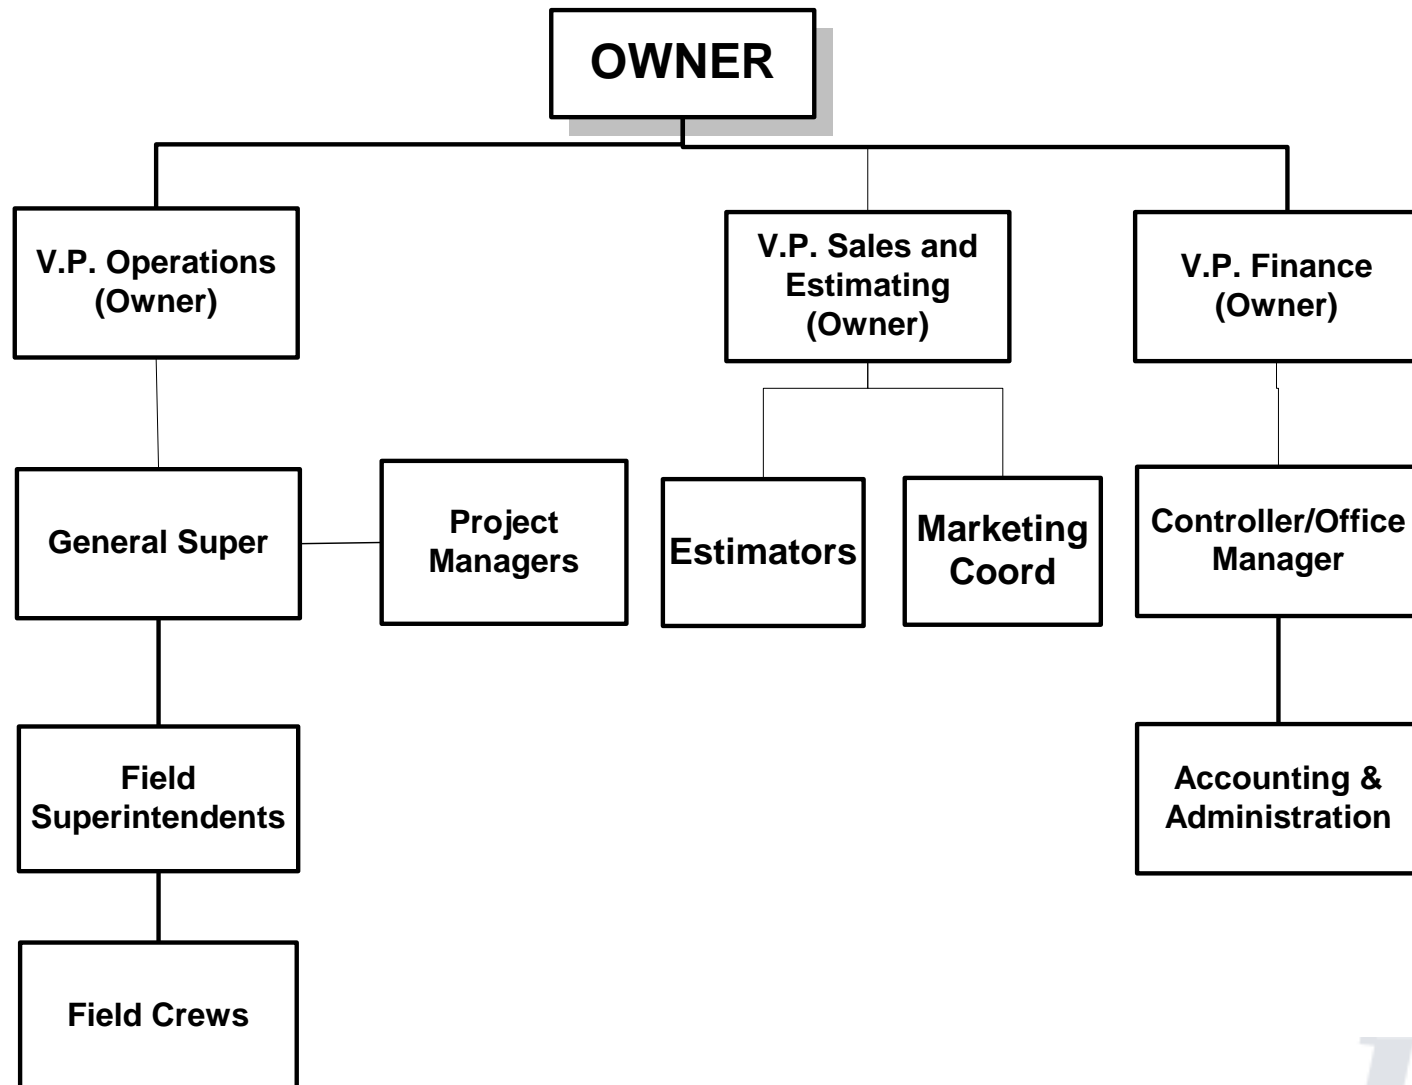 OWNER
V.P. Operations
(Owner)
V.P. Sales and
Estimating
(Owner)
V.P. Finance
(Owner)
General Super
Project
Managers
Estimators
Marketing
Coord
Controller/Office
Manager
Field
Superintendents
Accounting &
Administration
Field Crews